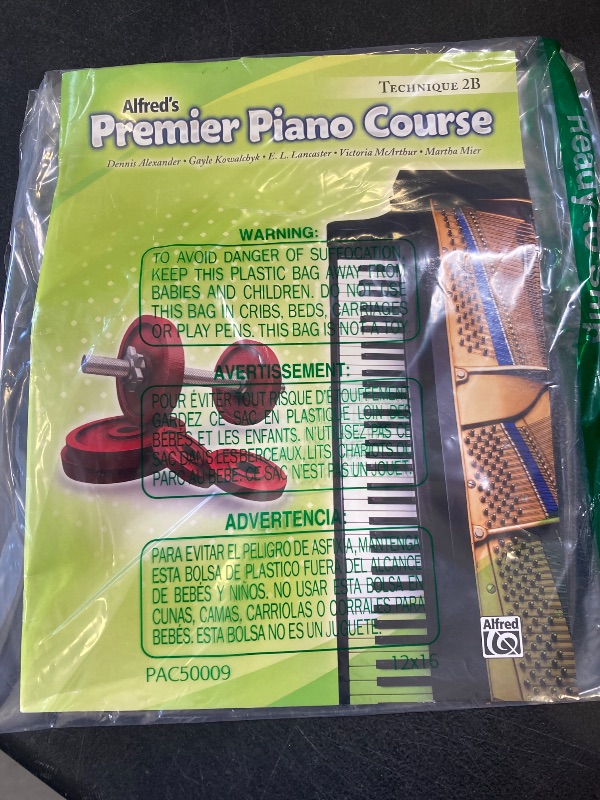 TECHNIQUE 2B
Alfred's
Premier Piano Course
Dennis Alexander • Gayle Kowalchyk • E. L. Lancaster • Victoria McArthur • Martha Mier
Ready to Ship
WARNING:
TO AVOID DANGER OF SUFFOCATION,
KEEP THIS PLASTIC BAG AWAY FROM
BABIES AND CHILDREN. DO NOT USE
THIS BAG IN CRIBS, BEDS, CARRIAGES
OR PLAY PENS. THIS BAG IS NOT A TOY.
AVERTISSEMENT:
POUR ÉVITER TOUT RISQUE D'ÉTOUFFEMENT,
GARDEZ CE SAC EN PLASTIQUE LOIN DES
BÉBÉS ET LES ENFANTS. N'UTILISEZ PAS CE
SAC DANS LES BERCEAUX, LITS, CHARIOTS OU
PARC AU BÉBÉ. CE SAC N'EST PAS UN JOUET.
ADVERTENCIA:
PARA EVITAR EL PELIGRO DE ASFIXIA, MANTENGA
ESTA BOLSA DE PLASTICO FUERA DEL ALCANCE
DE BEBÉS Y NIÑOS. NO USAR ESTA BOLSA EN
CUNAS, CAMAS, CARRIOLAS O CORRALES PARA
BEBÉS. ESTA BOLSA NO ES UN JUGUETE.
PAC50009
12x16
Alfred